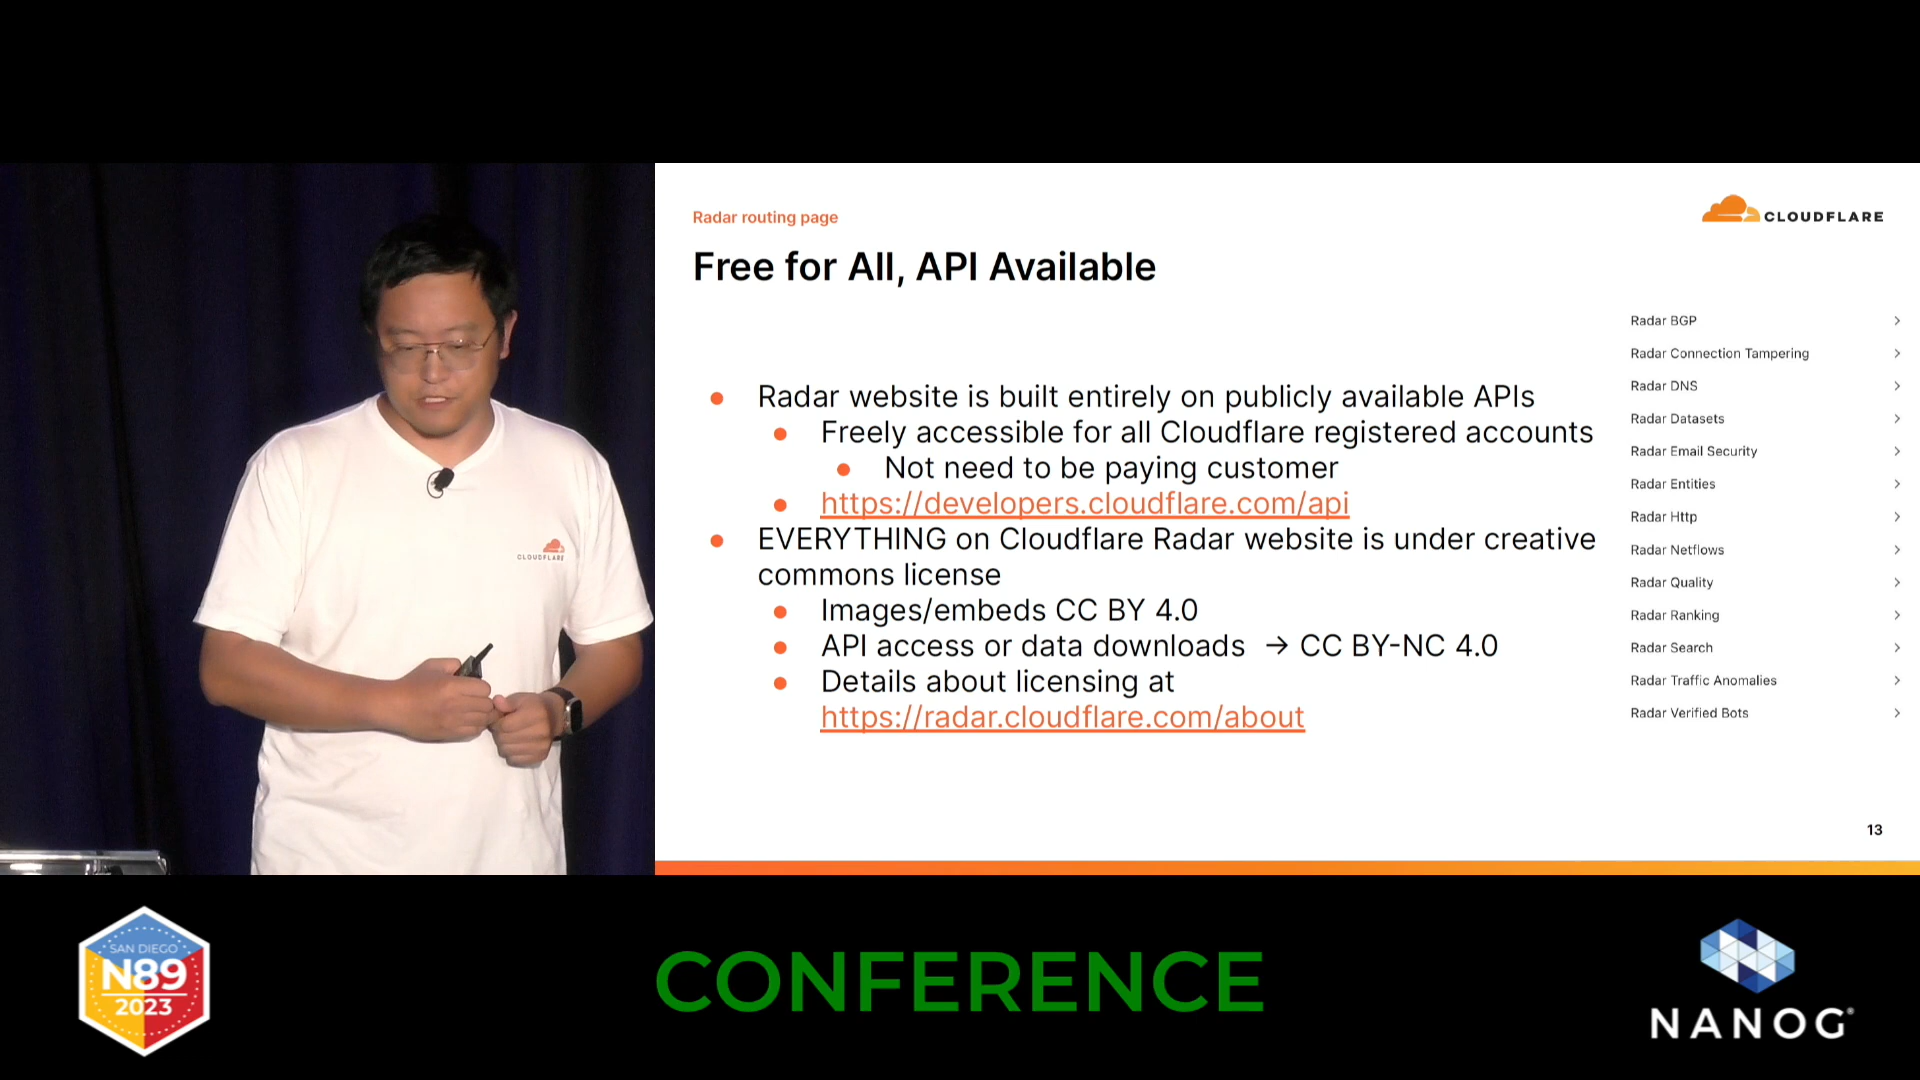 Radar routing page
CLOUDFLARE
Free for All, API Available
Radar website is built entirely on publicly available APIs
Freely accessible for all Cloudflare registered accounts
Not need to be paying customer
https://developers.cloudflare.com/api
EVERYTHING on Cloudflare Radar website is under creative
commons license
Images/embeds CC BY 4.0
API access or data downloads → CC BY-NC 4.0
Details about licensing at
https://radar.cloudflare.com/about
Radar BGP
Radar Connection Tampering
Radar DNS
Radar Datasets
Radar Email Security
Radar Entities
Radar Http
Radar Netflows
Radar Quality
Radar Ranking
Radar Search
Radar Traffic Anomalies
Radar Verified Bots
13
CLOUDFLARE
SAN DIEGO
N89
2023
CONFERENCE
NANOG®